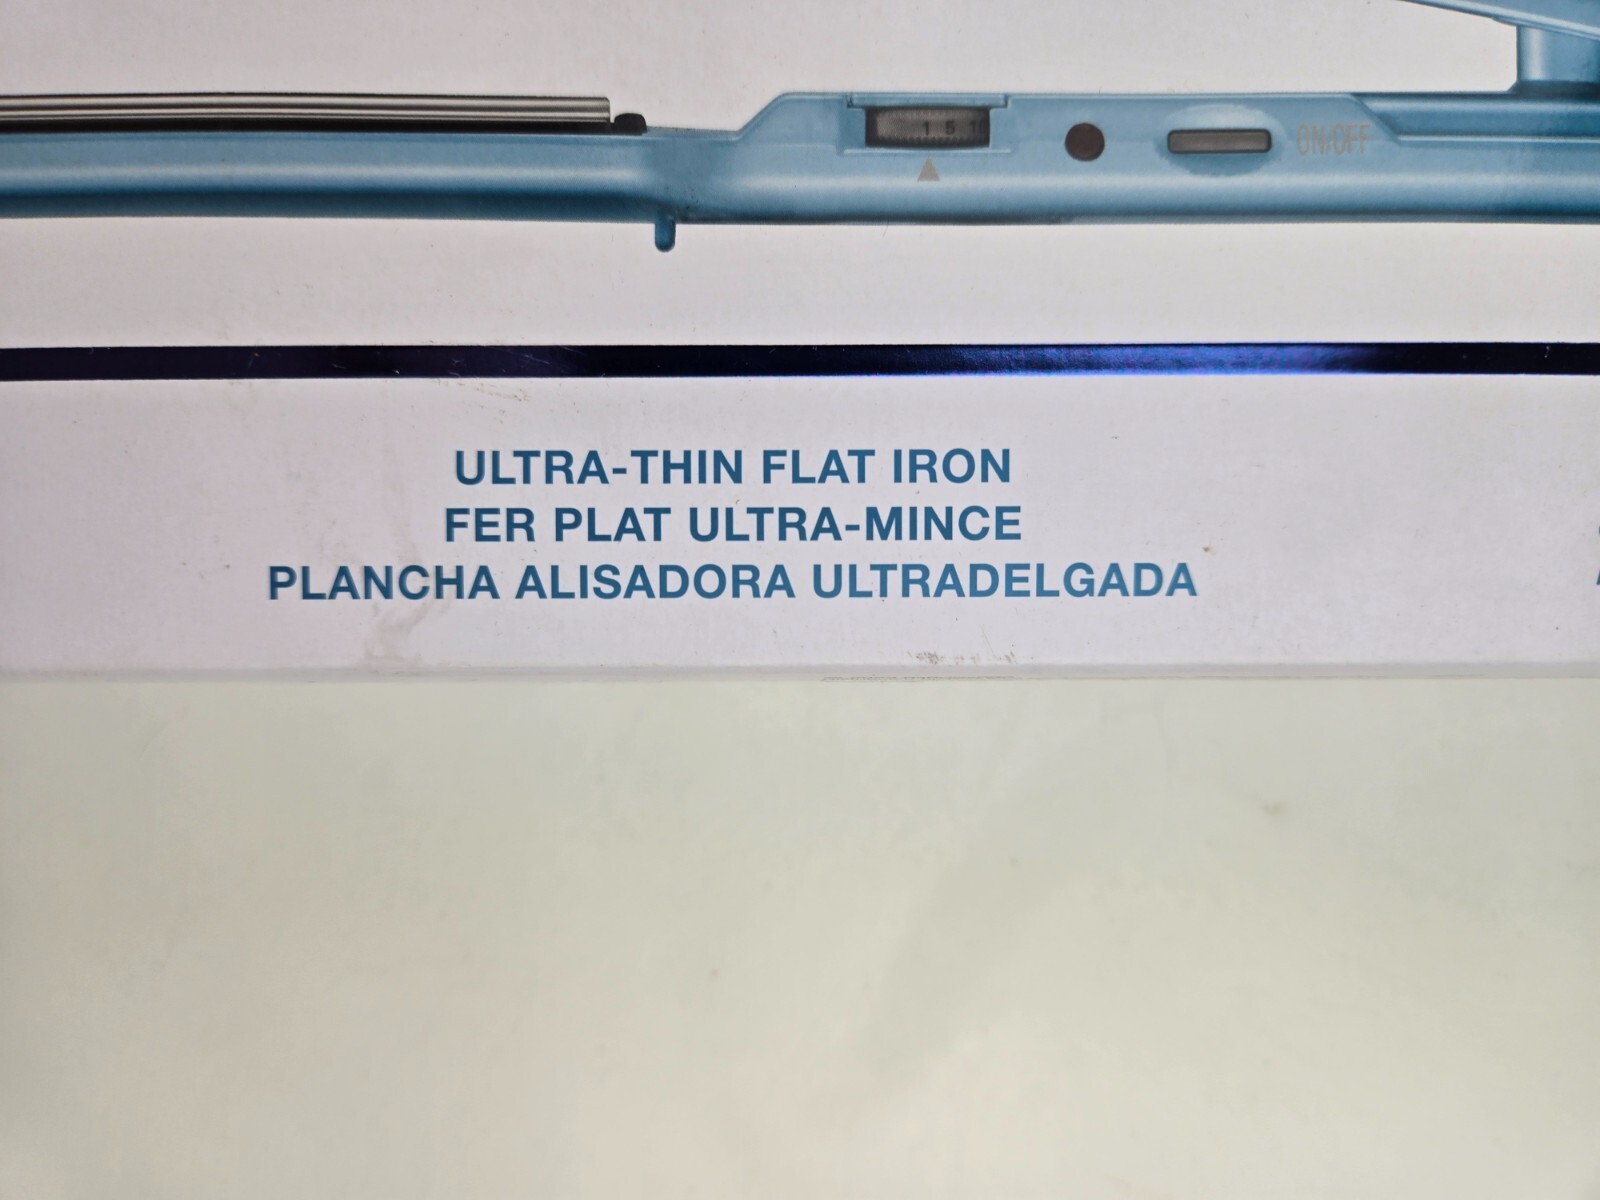 1 5 10
ON/OFF
ULTRA-THIN FLAT IRON
FER PLAT ULTRA-MINCE
PLANCHA ALISADORA ULTRADELGADA